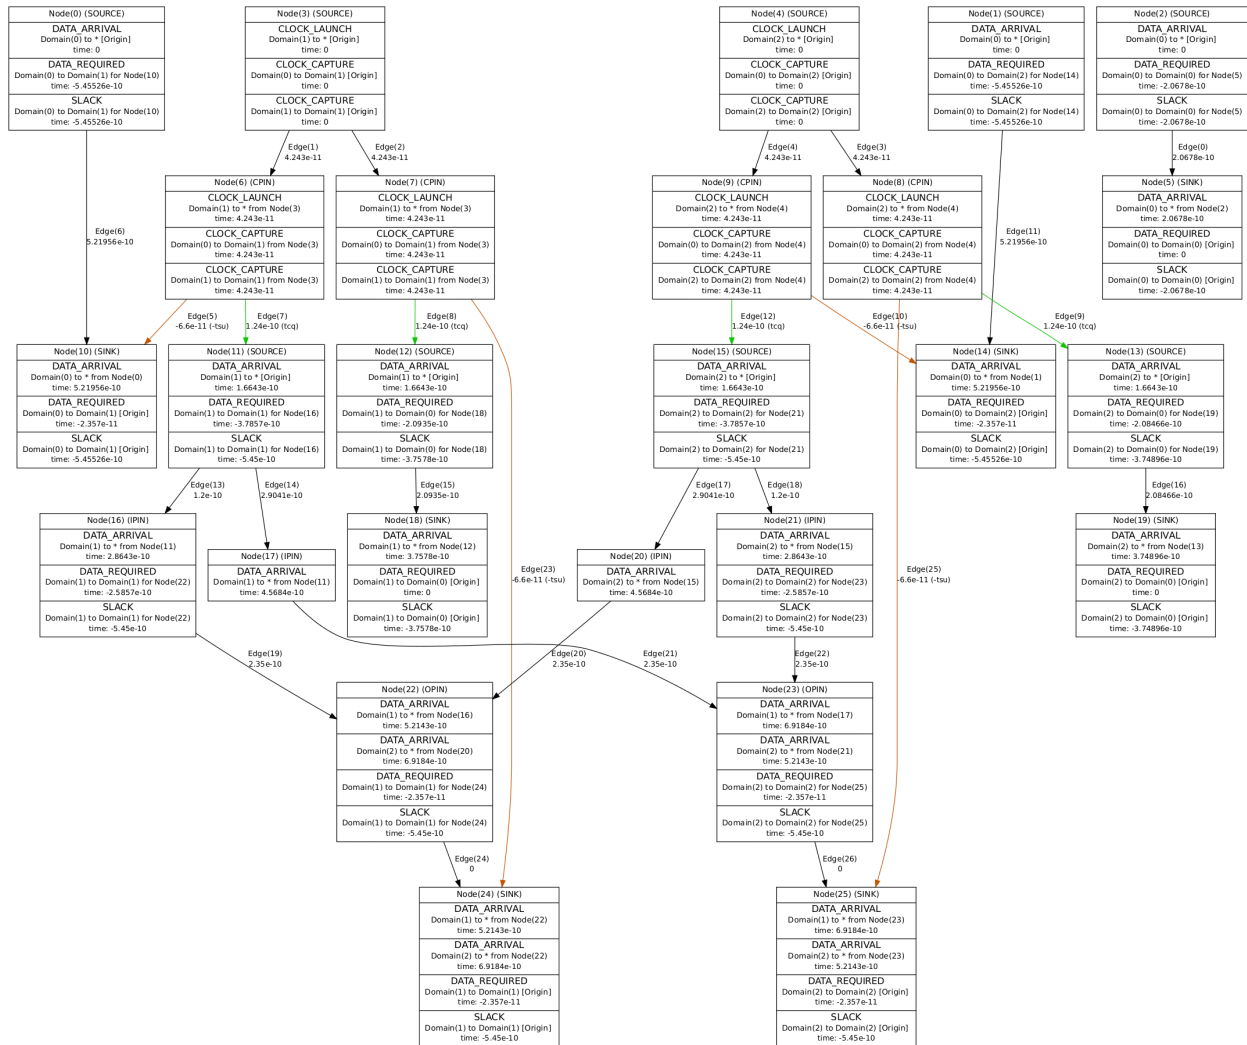 Node(0) (SOURCE)
DATA_ARRIVAL
Domain(0) to * [Origin]
time: 0
DATA_REQUIRED
Domain(0) to Domain(1) for Node(10)
time: -5.45526e-10
SLACK
Domain(0) to Domain(1) for Node(10)
time: -5.45526e-10
Node(3) (SOURCE)
CLOCK_LAUNCH
Domain(1) to * [Origin]
time: 0
CLOCK_CAPTURE
Domain(0) to Domain(1) [Origin]
time: 0
CLOCK_CAPTURE
Domain(1) to Domain(1) [Origin]
time: 0
Node(4) (SOURCE)
CLOCK_LAUNCH
Domain(2) to * [Origin]
time: 0
CLOCK_CAPTURE
Domain(0) to Domain(2) [Origin]
time: 0
CLOCK_CAPTURE
Domain(2) to Domain(2) [Origin]
time: 0
Node(1) (SOURCE)
DATA_ARRIVAL
Domain(0) to * [Origin]
time: 0
DATA_REQUIRED
Domain(0) to Domain(2) for Node(14)
time: -5.45526e-10
SLACK
Domain(0) to Domain(2) for Node(14)
time: -5.45526e-10
Node(2) (SOURCE)
DATA_ARRIVAL
Domain(0) to * [Origin]
time: 0
DATA_REQUIRED
Domain(0) to Domain(0) for Node(5)
time: -2.0678e-10
SLACK
Domain(0) to Domain(0) for Node(5)
time: -2.0678e-10
Edge(1)
4.243e-11
Edge(2)
4.243e-11
Edge(4)
4.243e-11
Edge(3)
4.243e-11
Edge(0)
2.0678e-10
Edge(6)
5.21956e-10
Node(6) (CPIN)
CLOCK_LAUNCH
Domain(1) to * from Node(3)
time: 4.243e-11
CLOCK_CAPTURE
Domain(0) to Domain(1) from Node(3)
time: 4.243e-11
CLOCK_CAPTURE
Domain(1) to Domain(1) from Node(3)
time: 4.243e-11
Node(7) (CPIN)
CLOCK_LAUNCH
Domain(1) to * from Node(3)
time: 4.243e-11
CLOCK_CAPTURE
Domain(0) to Domain(1) from Node(3)
time: 4.243e-11
CLOCK_CAPTURE
Domain(1) to Domain(1) from Node(3)
time: 4.243e-11
Node(9) (CPIN)
CLOCK_LAUNCH
Domain(2) to * from Node(4)
time: 4.243e-11
CLOCK_CAPTURE
Domain(0) to Domain(2) from Node(4)
time: 4.243e-11
CLOCK_CAPTURE
Domain(2) to Domain(2) from Node(4)
time: 4.243e-11
Node(8) (CPIN)
CLOCK_LAUNCH
Domain(2) to * from Node(4)
time: 4.243e-11
CLOCK_CAPTURE
Domain(0) to Domain(2) from Node(4)
time: 4.243e-11
CLOCK_CAPTURE
Domain(2) to Domain(2) from Node(4)
time: 4.243e-11
Edge(11)
5.21956e-10
Node(5) (SINK)
DATA_ARRIVAL
Domain(0) to * from Node(2)
time: 2.0678e-10
DATA_REQUIRED
Domain(0) to Domain(0) [Origin]
time: 0
SLACK
Domain(0) to Domain(0) [Origin]
time: -2.0678e-10
Edge(5)
-6.6e-11 (-tsu)
Edge(7)
1.24e-10 (tcq)
Edge(8)
1.24e-10 (tcq)
Edge(12)
1.24e-10 (tcq)
Edge(10)
-6.6e-11 (-tsu)
Edge(9)
1.24e-10 (tcq)
Node(10) (SINK)
DATA_ARRIVAL
Domain(0) to * from Node(0)
time: 5.21956e-10
DATA_REQUIRED
Domain(0) to Domain(1) [Origin]
time: -2.357e-11
SLACK
Domain(0) to Domain(1) [Origin]
time: -5.45526e-10
Node(11) (SOURCE)
DATA_ARRIVAL
Domain(1) to * [Origin]
time: 1.6643e-10
DATA_REQUIRED
Domain(1) to Domain(1) for Node(16)
time: -3.7857e-10
SLACK
Domain(1) to Domain(1) for Node(16)
time: -5.45e-10
Node(12) (SOURCE)
DATA_ARRIVAL
Domain(1) to * [Origin]
time: 1.6643e-10
DATA_REQUIRED
Domain(1) to Domain(0) for Node(18)
time: -2.0935e-10
SLACK
Domain(1) to Domain(0) for Node(18)
time: -3.7578e-10
Node(15) (SOURCE)
DATA_ARRIVAL
Domain(2) to * [Origin]
time: 1.6643e-10
DATA_REQUIRED
Domain(2) to Domain(2) for Node(21)
time: -3.7857e-10
SLACK
Domain(2) to Domain(2) for Node(21)
time: -5.45e-10
Node(14) (SINK)
DATA_ARRIVAL
Domain(0) to * from Node(1)
time: 5.21956e-10
DATA_REQUIRED
Domain(0) to Domain(2) [Origin]
time: -2.357e-11
SLACK
Domain(0) to Domain(2) [Origin]
time: -5.45526e-10
Node(13) (SOURCE)
DATA_ARRIVAL
Domain(2) to * [Origin]
time: 1.6643e-10
DATA_REQUIRED
Domain(2) to Domain(0) for Node(19)
time: -2.08466e-10
SLACK
Domain(2) to Domain(0) for Node(19)
time: -3.74896e-10
Edge(13)
1.2e-10
Edge(14)
2.9041e-10
Edge(15)
2.0935e-10
Edge(17)
2.9041e-10
Edge(18)
1.2e-10
Edge(16)
2.08466e-10
Node(16) (IPIN)
DATA_ARRIVAL
Domain(1) to * from Node(11)
time: 2.8643e-10
DATA_REQUIRED
Domain(1) to Domain(1) for Node(22)
time: -2.5857e-10
SLACK
Domain(1) to Domain(1) for Node(22)
time: -5.45e-10
Node(17) (IPIN)
DATA_ARRIVAL
Domain(1) to * from Node(11)
time: 4.5684e-10
Node(18) (SINK)
DATA_ARRIVAL
Domain(1) to * from Node(12)
time: 3.7578e-10
DATA_REQUIRED
Domain(1) to Domain(0) [Origin]
time: 0
SLACK
Domain(1) to Domain(0) [Origin]
time: -3.7578e-10
Edge(23)
-6.6e-11 (-tsu)
Node(20) (IPIN)
DATA_ARRIVAL
Domain(2) to * from Node(15)
time: 4.5684e-10
Node(21) (IPIN)
DATA_ARRIVAL
Domain(2) to * from Node(15)
time: 2.8643e-10
DATA_REQUIRED
Domain(2) to Domain(2) for Node(23)
time: -2.5857e-10
SLACK
Domain(2) to Domain(2) for Node(23)
time: -5.45e-10
Edge(25)
-6.6e-11 (-tsu)
Node(19) (SINK)
DATA_ARRIVAL
Domain(2) to * from Node(13)
time: 3.74896e-10
DATA_REQUIRED
Domain(2) to Domain(0) [Origin]
time: 0
SLACK
Domain(2) to Domain(0) [Origin]
time: -3.74896e-10
Edge(19)
2.35e-10
Edge(20)
2.35e-10
Edge(21)
2.35e-10
Edge(22)
2.35e-10
Node(22) (OPIN)
DATA_ARRIVAL
Domain(1) to * from Node(16)
time: 5.2143e-10
DATA_ARRIVAL
Domain(2) to * from Node(20)
time: 6.9184e-10
DATA_REQUIRED
Domain(1) to Domain(1) for Node(24)
time: -2.357e-11
SLACK
Domain(1) to Domain(1) for Node(24)
time: -5.45e-10
Node(23) (OPIN)
DATA_ARRIVAL
Domain(1) to * from Node(17)
time: 6.9184e-10
DATA_ARRIVAL
Domain(2) to * from Node(21)
time: 5.2143e-10
DATA_REQUIRED
Domain(2) to Domain(2) for Node(25)
time: -2.357e-11
SLACK
Domain(2) to Domain(2) for Node(25)
time: -5.45e-10
Edge(24)
0
Edge(26)
0
Node(24) (SINK)
DATA_ARRIVAL
Domain(1) to * from Node(22)
time: 5.2143e-10
DATA_ARRIVAL
Domain(2) to * from Node(22)
time: 6.9184e-10
DATA_REQUIRED
Domain(1) to Domain(1) [Origin]
time: -2.357e-11
SLACK
Domain(1) to Domain(1) [Origin]
time: -5.45e-10
Node(25) (SINK)
DATA_ARRIVAL
Domain(1) to * from Node(23)
time: 6.9184e-10
DATA_ARRIVAL
Domain(2) to * from Node(23)
time: 5.2143e-10
DATA_REQUIRED
Domain(2) to Domain(2) [Origin]
time: -2.357e-11
SLACK
Domain(2) to Domain(2) [Origin]
time: -5.45e-10